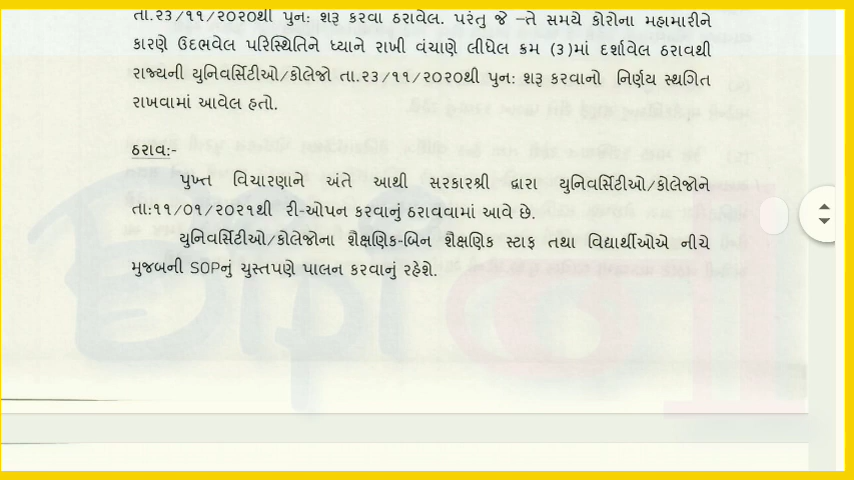 તા.૨૩/૧૧/૨૦૨૦થી પુન: શરૂ કરવા ઠરાવેલ. પરંતુ જે –તે સમયે કોરોના મહામારીને
કારણે ઉદભવેલ પરિસ્થિતિને ધ્યાને રાખી વંચાણે લીધેલ ક્રમ (૩)માં દર્શાવેલ ઠરાવથી
રાજ્યની યુનિવર્સિટીઓ/કોલેજો તા.૨૩/૧૧/૨૦૨૦થી પુન: શરૂ કરવાનો નિર્ણય સ્થગિત
રાખવામાં આવેલ હતો.
ઠરાવ:-
પુખ્ત વિચારણાને અંતે આથી સરકારશ્રી દ્વારા યુનિવર્સિટીઓ/કોલેજોને
તા:૧૧/૦૧/૨૦૨૧થી રી-ઓપન કરવાનું ઠરાવવામાં આવે છે.
યુનિવર્સિટીઓ/કોલેજોના શૈક્ષણિક-બિન શૈક્ષણિક સ્ટાફ તથા વિદ્યાર્થીઓએ નીચે
મુજબની SOPનું ચુસ્તપણે પાલન કરવાનું રહેશે.